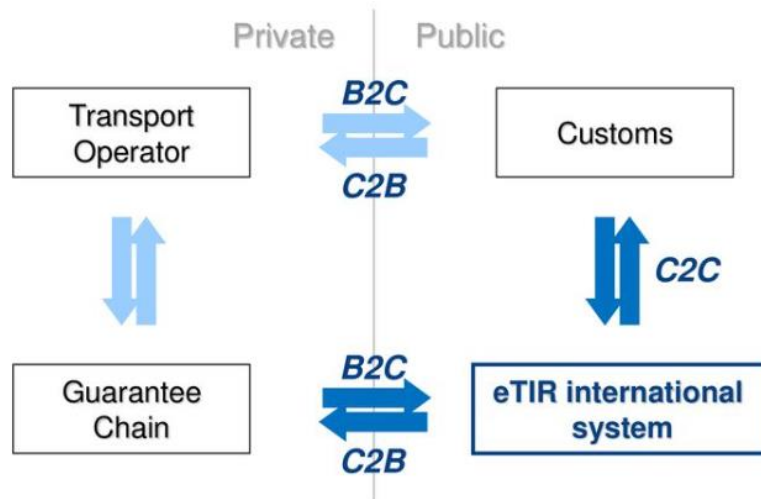 Private
Public
B2C
Transport
Operator
Customs
C2B
C2C
B2C
Guarantee
Chain
eTIR international
system
C2B